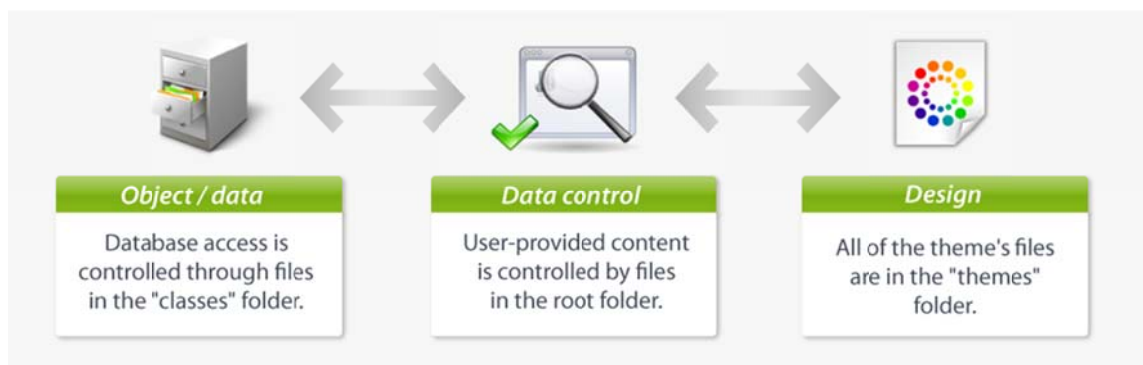 Object / data
Database access is
controlled through files
in the "classes" folder.
Data control
User-provided content
is controlled by files
in the root folder.
Design
All of the theme's files
are in the "themes"
folder.